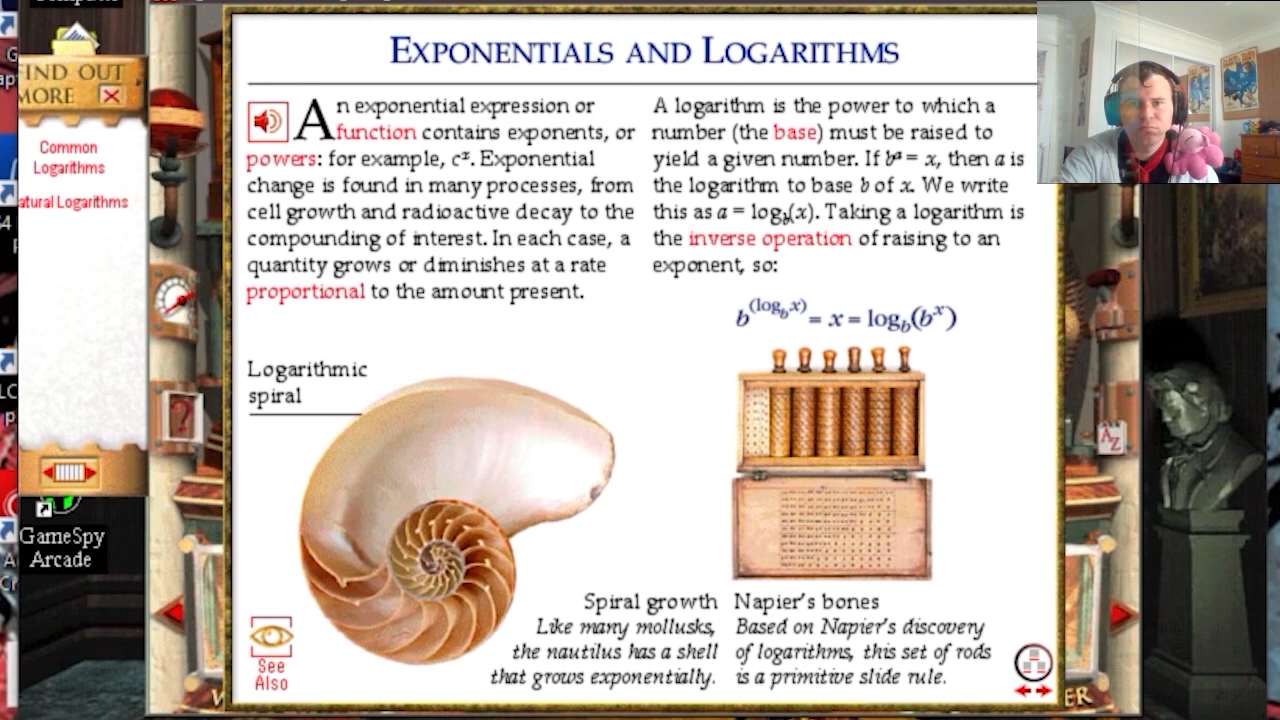 EXPONENTIALS AND LOGARITHMS
FIND OUT
MORE
Common
Logarithms
atural Logarithms
An exponential expression or
function contains exponents, or
powers: for example, cˣ. Exponential
change is found in many processes, from
cell growth and radioactive decay to the
compounding of interest. In each case, a
quantity grows or diminishes at a rate
proportional to the amount present.
A logarithm is the power to which a
number (the base) must be raised to
yield a given number. If bᵃ = x, then a is
the logarithm to base b of x. We write
this as a = log_b(x). Taking a logarithm is
the inverse operation of raising to an
exponent, so:
b^(log_b x) = x = log_b(b^x)
Logarithmic
spiral
Spiral growth
Like many mollusks,
the nautilus has a shell
that grows exponentially.
Napier's bones
Based on Napier's discovery
of logarithms, this set of rods
is a primitive slide rule.
See
Also
GameSpy
Arcade
?
AZ
ER